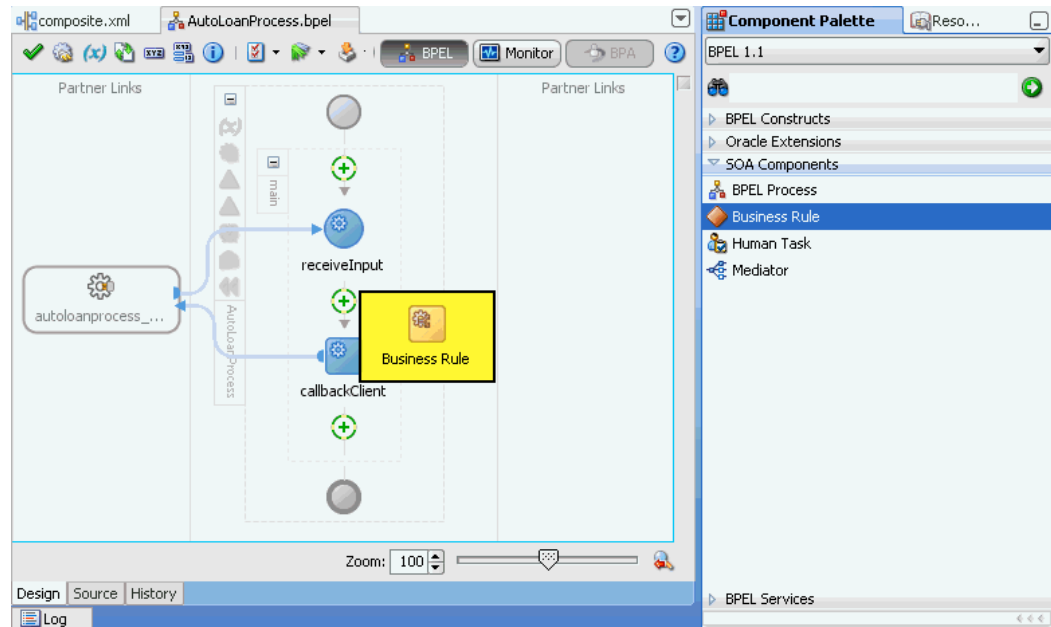 composite.xml
AutoLoanProcess.bpel
BPEL
Monitor
BPA
Partner Links
Partner Links
main
receiveInput
autoloanprocess_...
AutoLoanProcess
Business Rule
callbackClient
Zoom: 100
Design Source History
Log
Component Palette
Reso...
BPEL 1.1
BPEL Constructs
Oracle Extensions
SOA Components
BPEL Process
Business Rule
Human Task
Mediator
BPEL Services